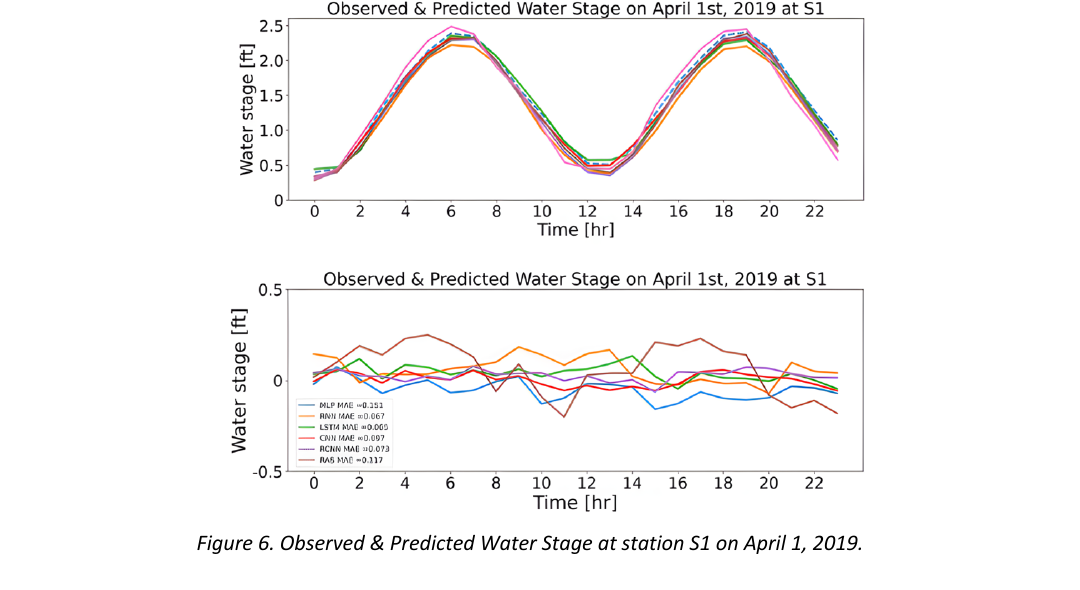 Observed & Predicted Water Stage on April 1st, 2019 at S1
Water stage [ft]
2.5
2.0
1.5
1.0
0.5
0
0 2 4 6 8 10 12 14 16 18 20 22
Time [hr]
Observed & Predicted Water Stage on April 1st, 2019 at S1
Water stage [ft]
0.5
0
-0.5
MLP MAE =0.151
RNN MAE =0.067
LSTM MAE =0.065
CNN MAE =0.097
RCNN MAE =0.073
MAE =0.117
0 2 4 6 8 10 12 14 16 18 20 22
Time [hr]
Figure 6. Observed & Predicted Water Stage at station S1 on April 1, 2019.